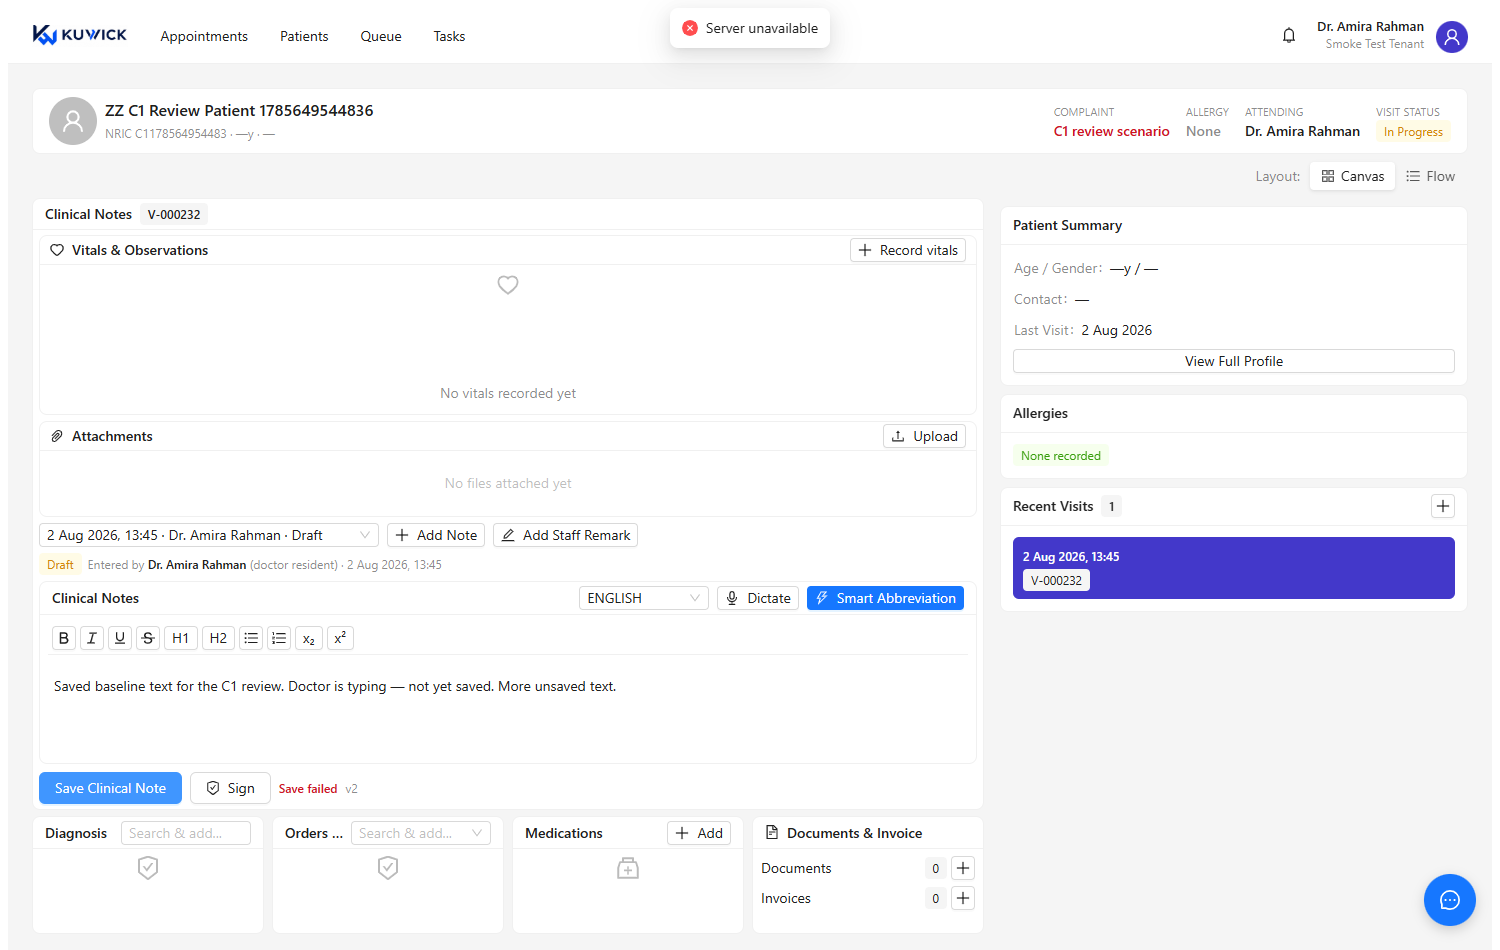 KUWICK
Appointments
Patients
Queue
Tasks
Server unavailable
Dr. Amira Rahman
Smoke Test Tenant
ZZ C1 Review Patient 1785649544836
NRIC C1178564954483 · —y · —
COMPLAINT
C1 review scenario
ALLERGY
None
ATTENDING
Dr. Amira Rahman
VISIT STATUS
In Progress
Layout:
Canvas
Flow
Clinical Notes V-000232
Vitals & Observations
Record vitals
No vitals recorded yet
Attachments
Upload
No files attached yet
2 Aug 2026, 13:45 · Dr. Amira Rahman · Draft
Add Note
Add Staff Remark
Draft Entered by Dr. Amira Rahman (doctor resident) · 2 Aug 2026, 13:45
Clinical Notes
ENGLISH
Dictate
Smart Abbreviation
B I U S H1 H2 x₂ x²
Saved baseline text for the C1 review. Doctor is typing — not yet saved. More unsaved text.
Save Clinical Note
Sign
Save failed v2
Diagnosis
Search & add...
Orders ...
Search & add...
Medications
Add
Documents & Invoice
Documents 0
Invoices 0
Patient Summary
Age / Gender: —y / —
Contact: —
Last Visit: 2 Aug 2026
View Full Profile
Allergies
None recorded
Recent Visits 1
2 Aug 2026, 13:45
V-000232